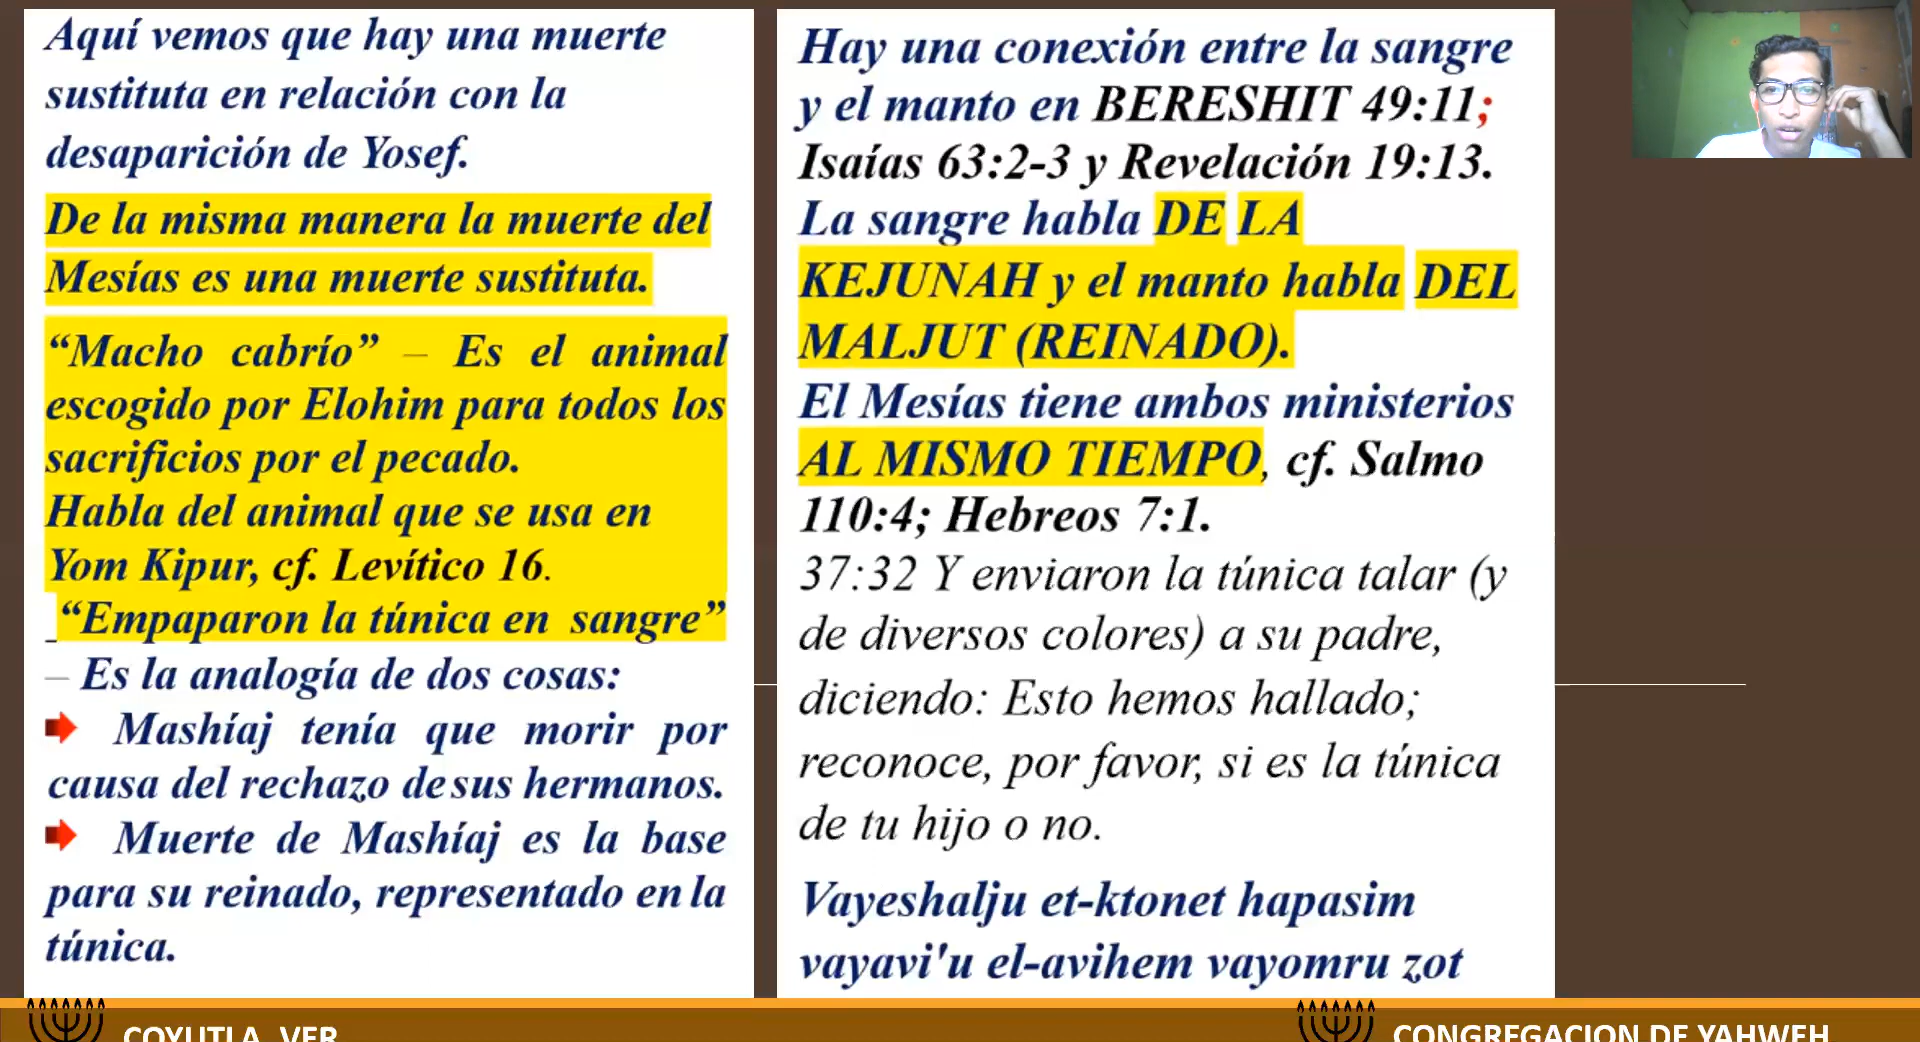 Aquí vemos que hay una muerte
sustituta en relación con la
desaparición de Yosef.
De la misma manera la muerte del
Mesías es una muerte sustituta.
“Macho cabrío” – Es el animal
escogido por Elohim para todos los
sacrificios por el pecado.
Habla del animal que se usa en
Yom Kipur, cf. Levítico 16.
“Empaparon la túnica en sangre”
– Es la analogía de dos cosas:
Mashíaj tenía que morir por
causa del rechazo de sus hermanos.
Muerte de Mashíaj es la base
para su reinado, representado en la
túnica.
Hay una conexión entre la sangre
y el manto en BERESHIT 49:11;
Isaías 63:2-3 y Revelación 19:13.
La sangre habla DE LA
KEJUNAH y el manto habla DEL
MALJUT (REINADO).
El Mesías tiene ambos ministerios
AL MISMO TIEMPO, cf. Salmo
110:4; Hebreos 7:1.
37:32 Y enviaron la túnica talar (y
de diversos colores) a su padre,
diciendo: Esto hemos hallado;
reconoce, por favor, si es la túnica
de tu hijo o no.
Vayeshalju et-ktonet hapasim
vayavi'u el-avihem vayomru zot
COYUTLA, VER
CONGREGACION DE YAHWEH